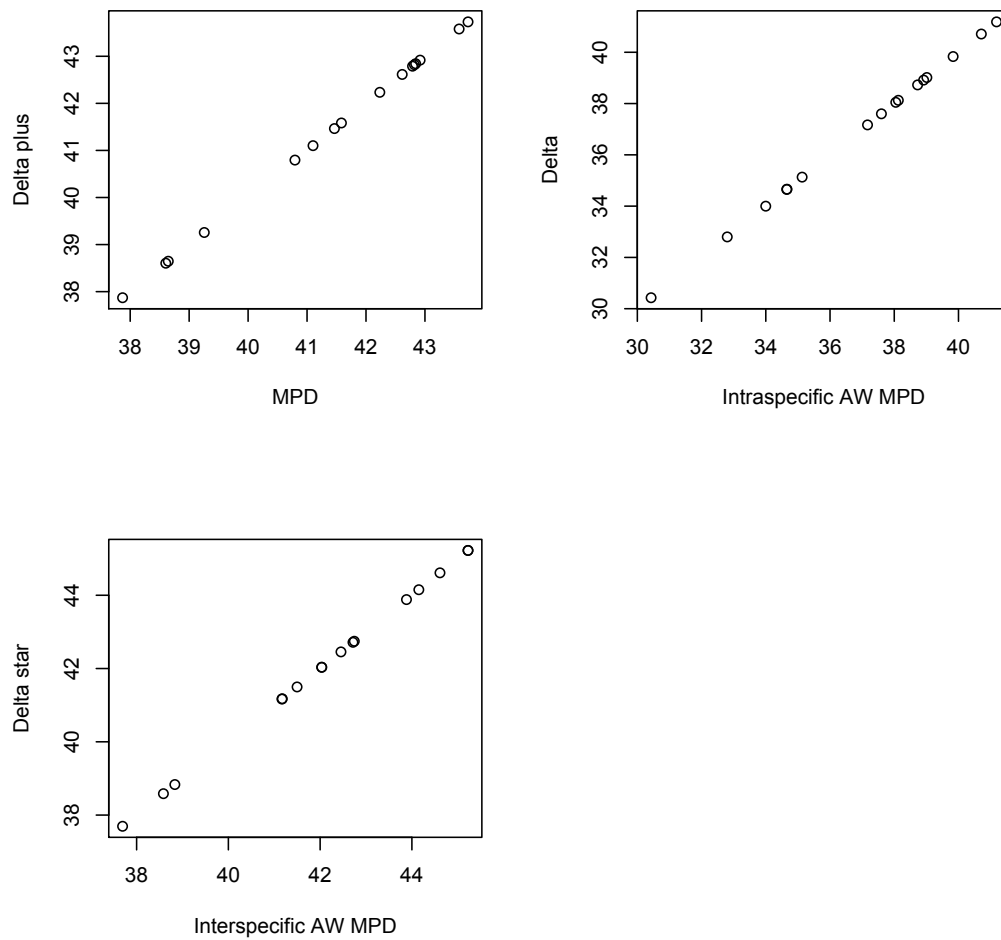 Delta plus
38 39 40 41 42 43
38 39 40 41 42 43
MPD
Delta
30 32 34 36 38 40
30 32 34 36 38 40
Intraspecific AW MPD
Delta star
38 40 42 44
38 40 42 44
Interspecific AW MPD